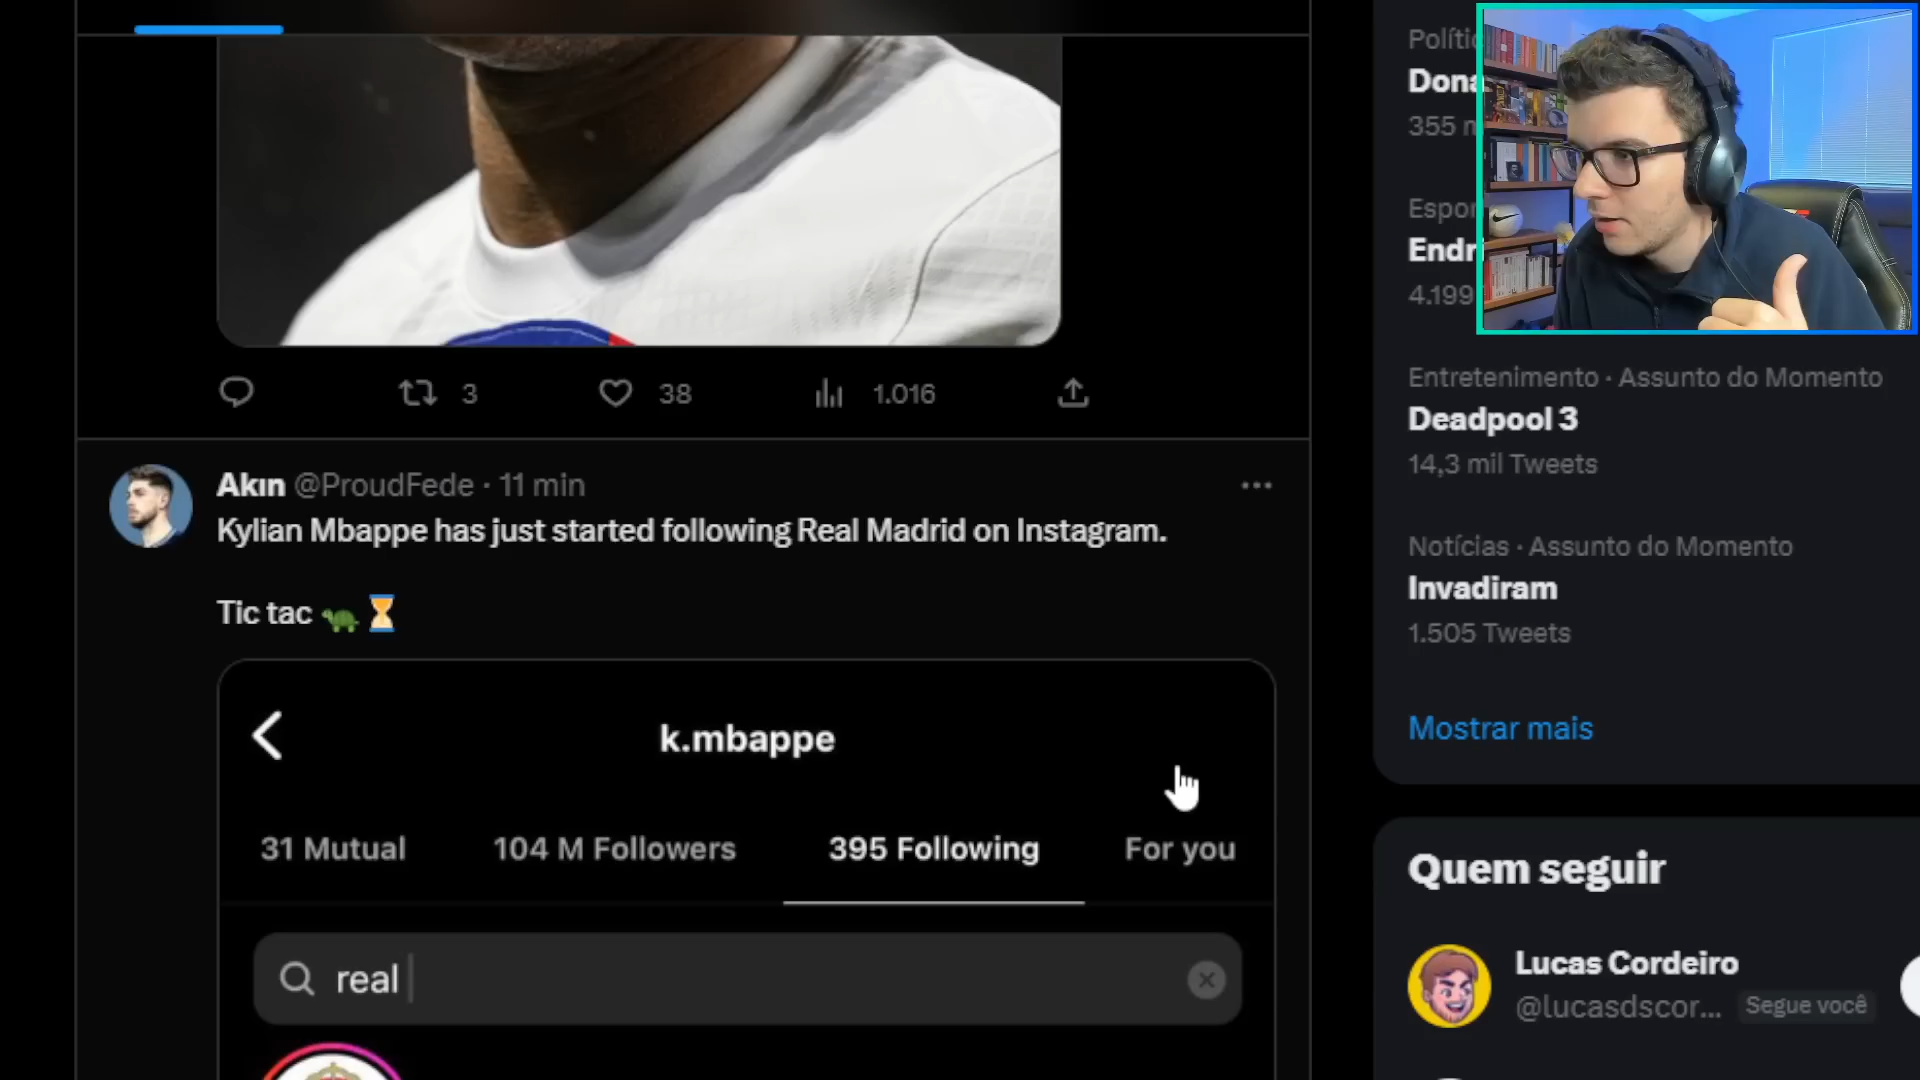 3
38
1.016
Akın @ProudFede · 11 min
Kylian Mbappe has just started following Real Madrid on Instagram.
Tic tac 🐢⏳
k.mbappe
31 Mutual
104 M Followers
395 Following
For you
real
355 m
4.199
Entretenimento · Assunto do Momento
Deadpool 3
14,3 mil Tweets
Notícias · Assunto do Momento
Invadiram
1.505 Tweets
Mostrar mais
Quem seguir
Lucas Cordeiro
@lucasdscor...
Segue você